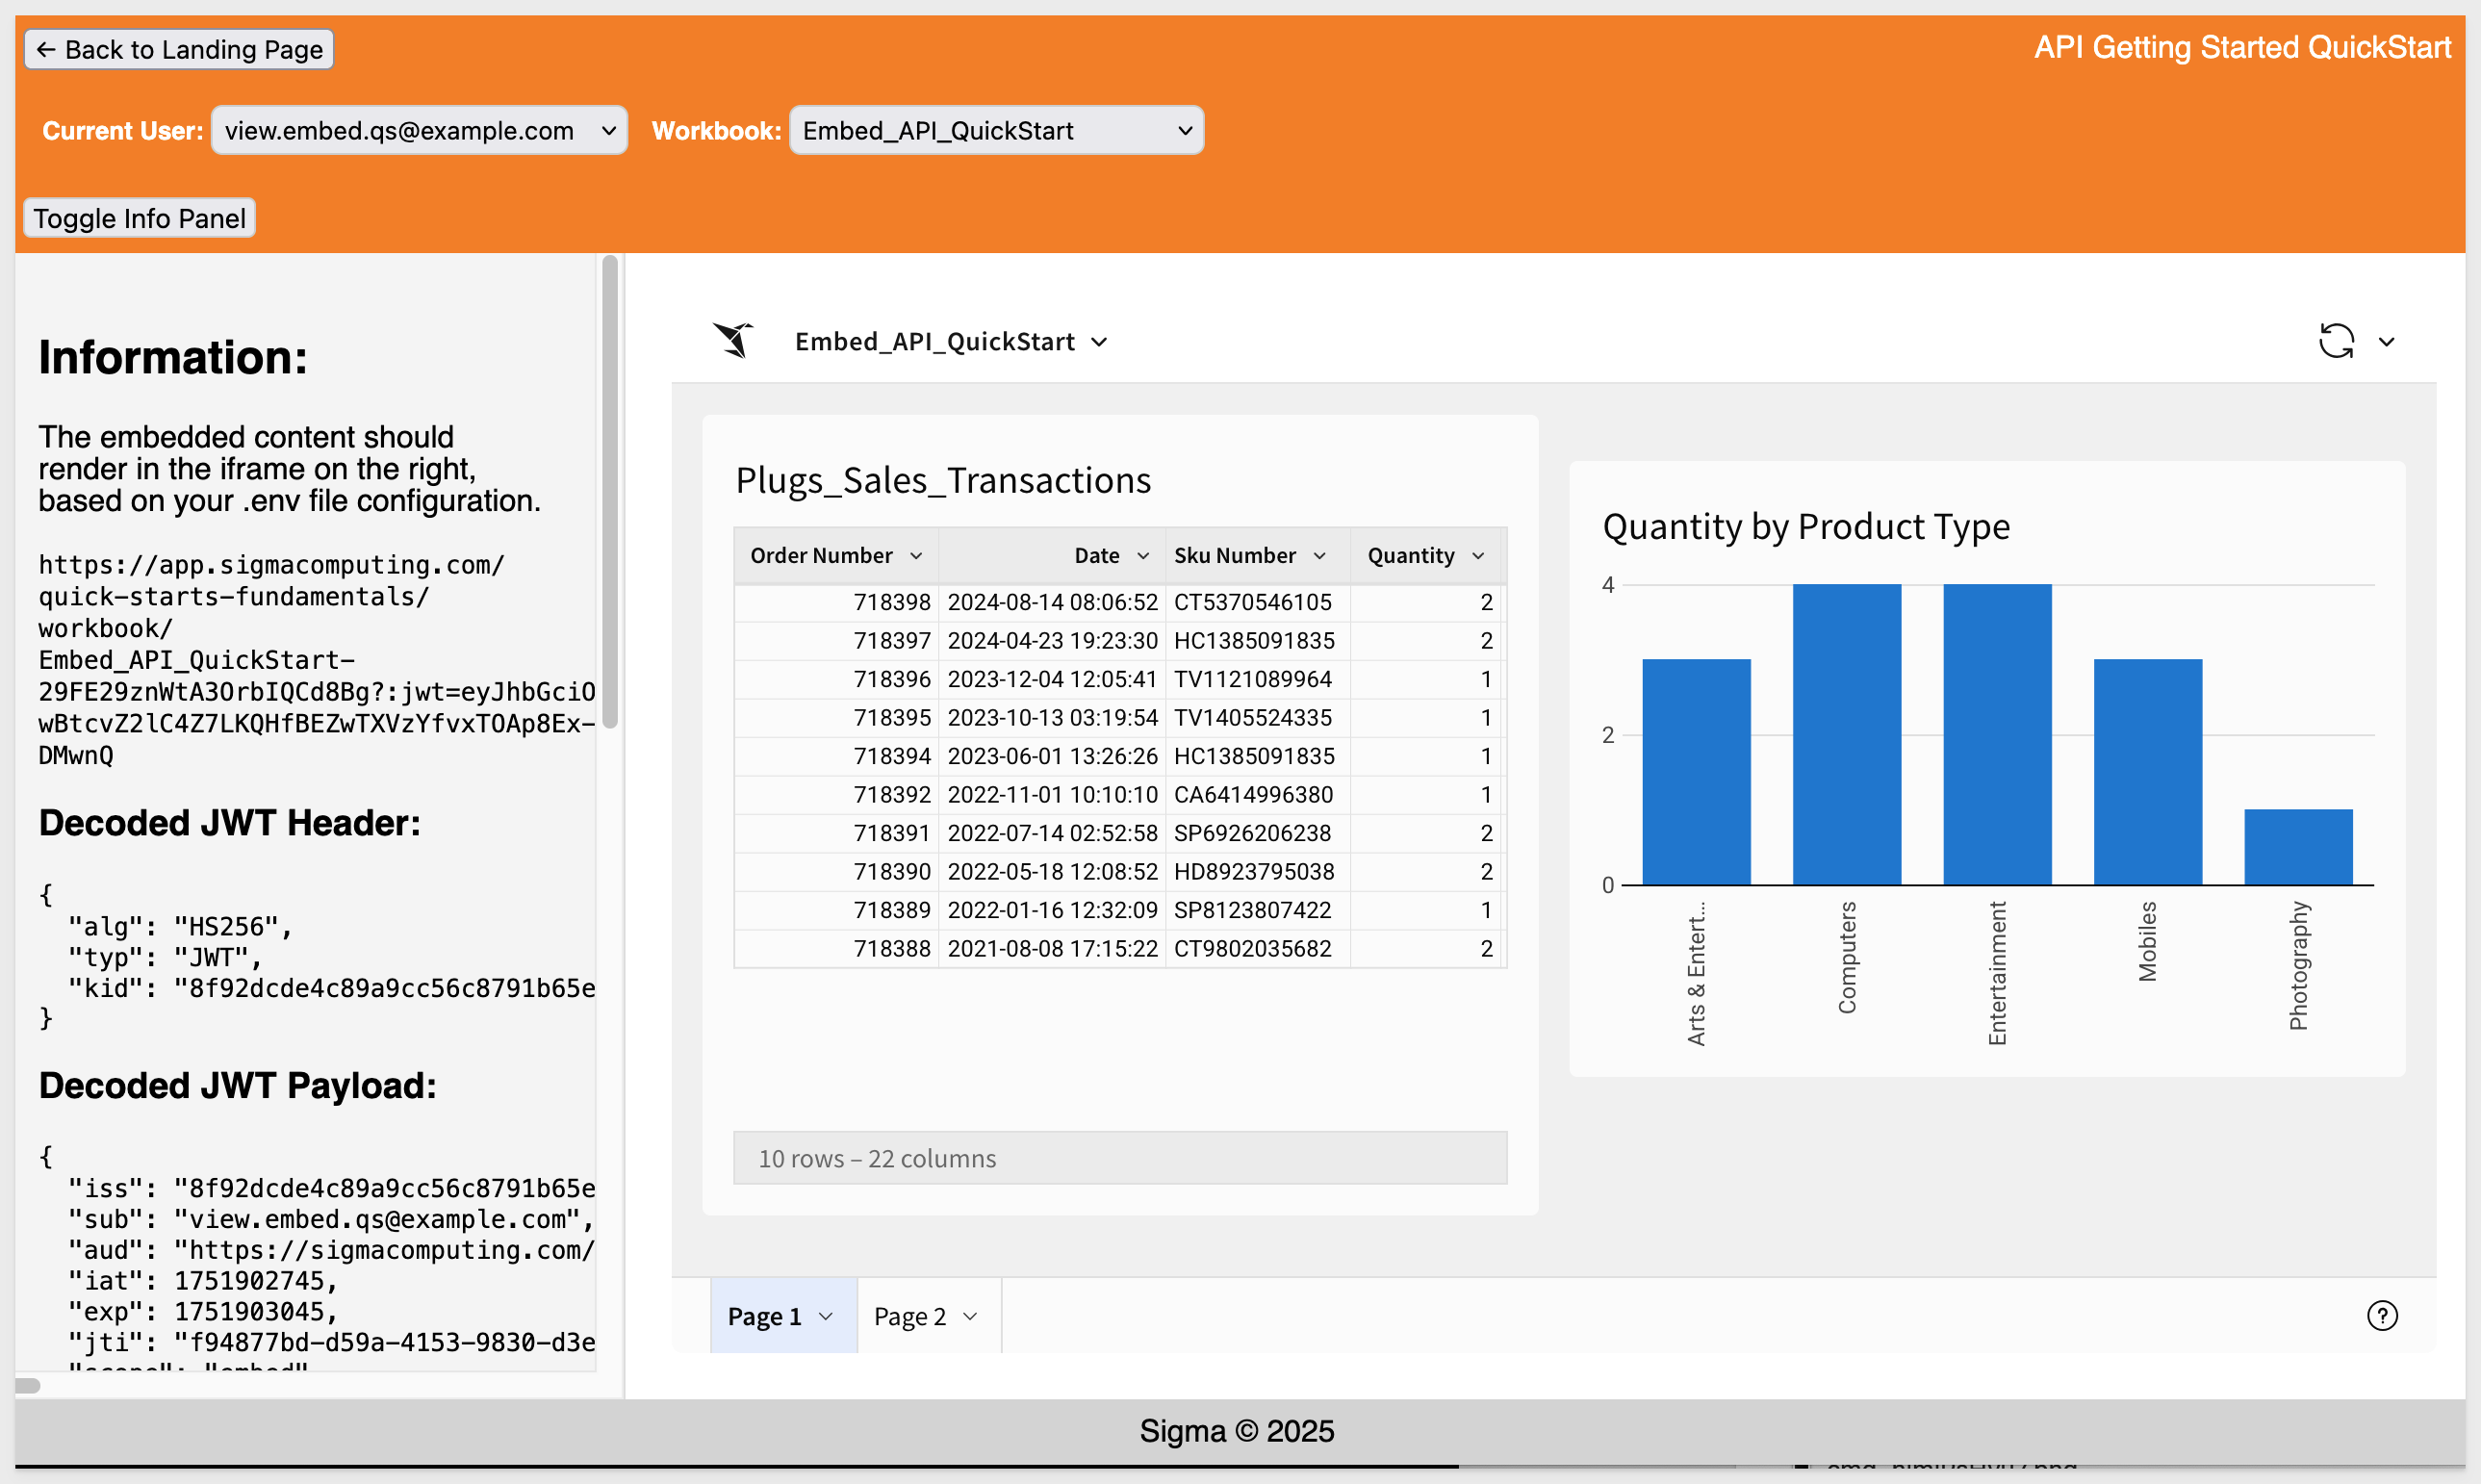 ← Back to Landing Page
API Getting Started QuickStart
Current User: view.embed.qs@example.com Workbook: Embed_API_QuickStart
Toggle Info Panel
Information:
The embedded content should
render in the iframe on the right,
based on your .env file configuration.
https://app.sigmacomputing.com/
quick-starts-fundamentals/
workbook/
Embed_API_QuickStart-
29FE29znWtA3OrbIQCd8Bg?:jwt=eyJhbGciO
wBtcvZ2lC4Z7LKQHfBEZwTXVzYfvxTOAp8Ex-
DMwnQ
Decoded JWT Header:
{
"alg": "HS256",
"typ": "JWT",
"kid": "8f92dcde4c89a9cc56c8791b65e
}
Decoded JWT Payload:
{
"iss": "8f92dcde4c89a9cc56c8791b65e
"sub": "view.embed.qs@example.com",
"aud": "https://sigmacomputing.com/
"iat": 1751902745,
"exp": 1751903045,
"jti": "f94877bd-d59a-4153-9830-d3e
Embed_API_QuickStart
Plugs_Sales_Transactions
Order Number Date Sku Number Quantity
718398 2024-08-14 08:06:52 CT5370546105 2
718397 2024-04-23 19:23:30 HC1385091835 2
718396 2023-12-04 12:05:41 TV1121089964 1
718395 2023-10-13 03:19:54 TV1405524335 1
718394 2023-06-01 13:26:26 HC1385091835 1
718392 2022-11-01 10:10:10 CA6414996380 1
718391 2022-07-14 02:52:58 SP6926206238 2
718390 2022-05-18 12:08:52 HD8923795038 2
718389 2022-01-16 12:32:09 SP8123807422 1
718388 2021-08-08 17:15:22 CT9802035682 2
10 rows – 22 columns
Quantity by Product Type
4
2
0
Arts & Entert...
Computers
Entertainment
Mobiles
Photography
Page 1
Page 2
?
Sigma © 2025